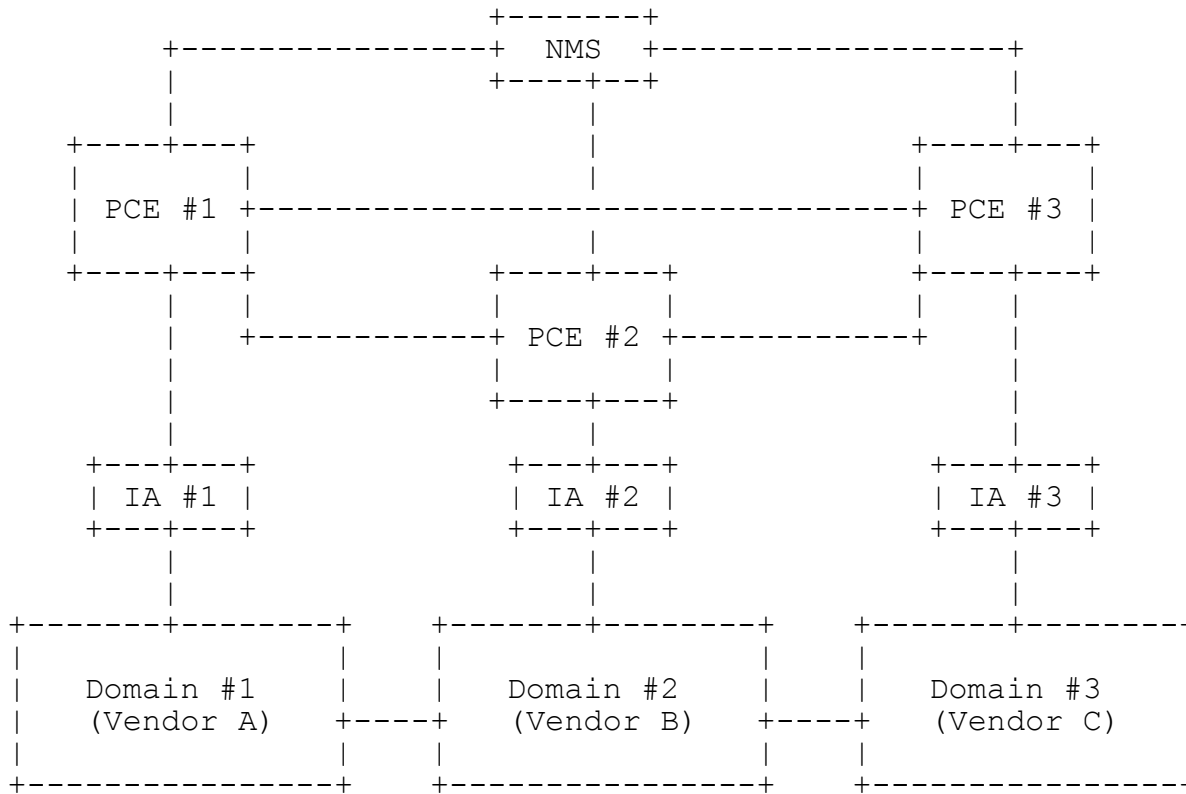 NMS
PCE #1
PCE #3
PCE #2
IA #1
IA #2
IA #3
Domain #1
(Vendor A)
Domain #2
(Vendor B)
Domain #3
(Vendor C)